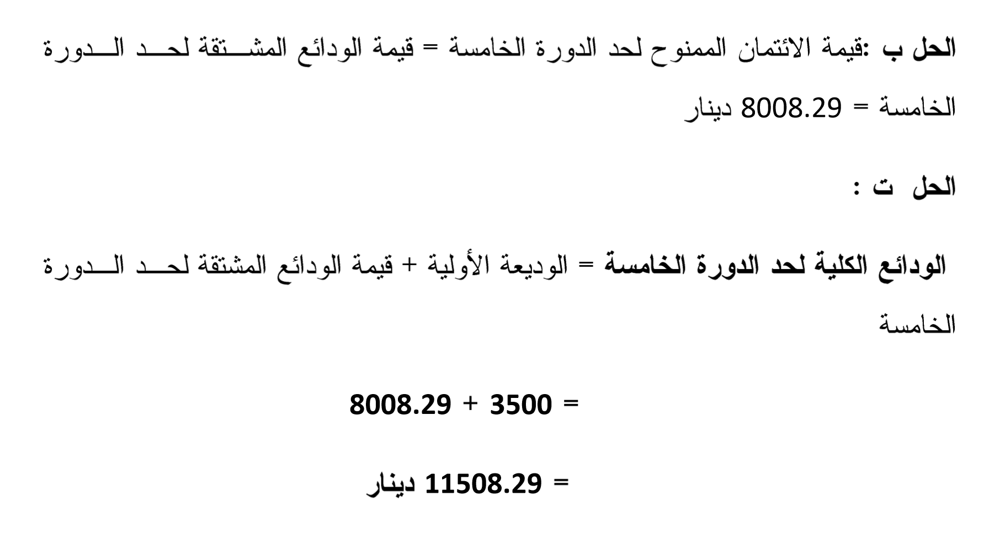 الحل ب :قيمة الائتمان الممنوح لحد الدورة الخامسة = قيمة الودائع المشـــتقة لحـــد الـــدورة
الخامسة = 8008.29 دينار
الحل ت :
الودائع الكلية لحد الدورة الخامسة = الوديعة الأولية + قيمة الودائع المشتقة لحـــد الـــدورة
الخامسة
= 3500 + 8008.29
= 11508.29 دينار